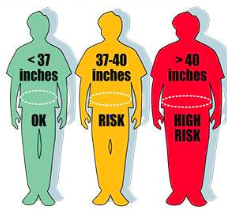 < 37
inches
OK
37-40
inches
RISK
> 40
inches
HIGH
RISK